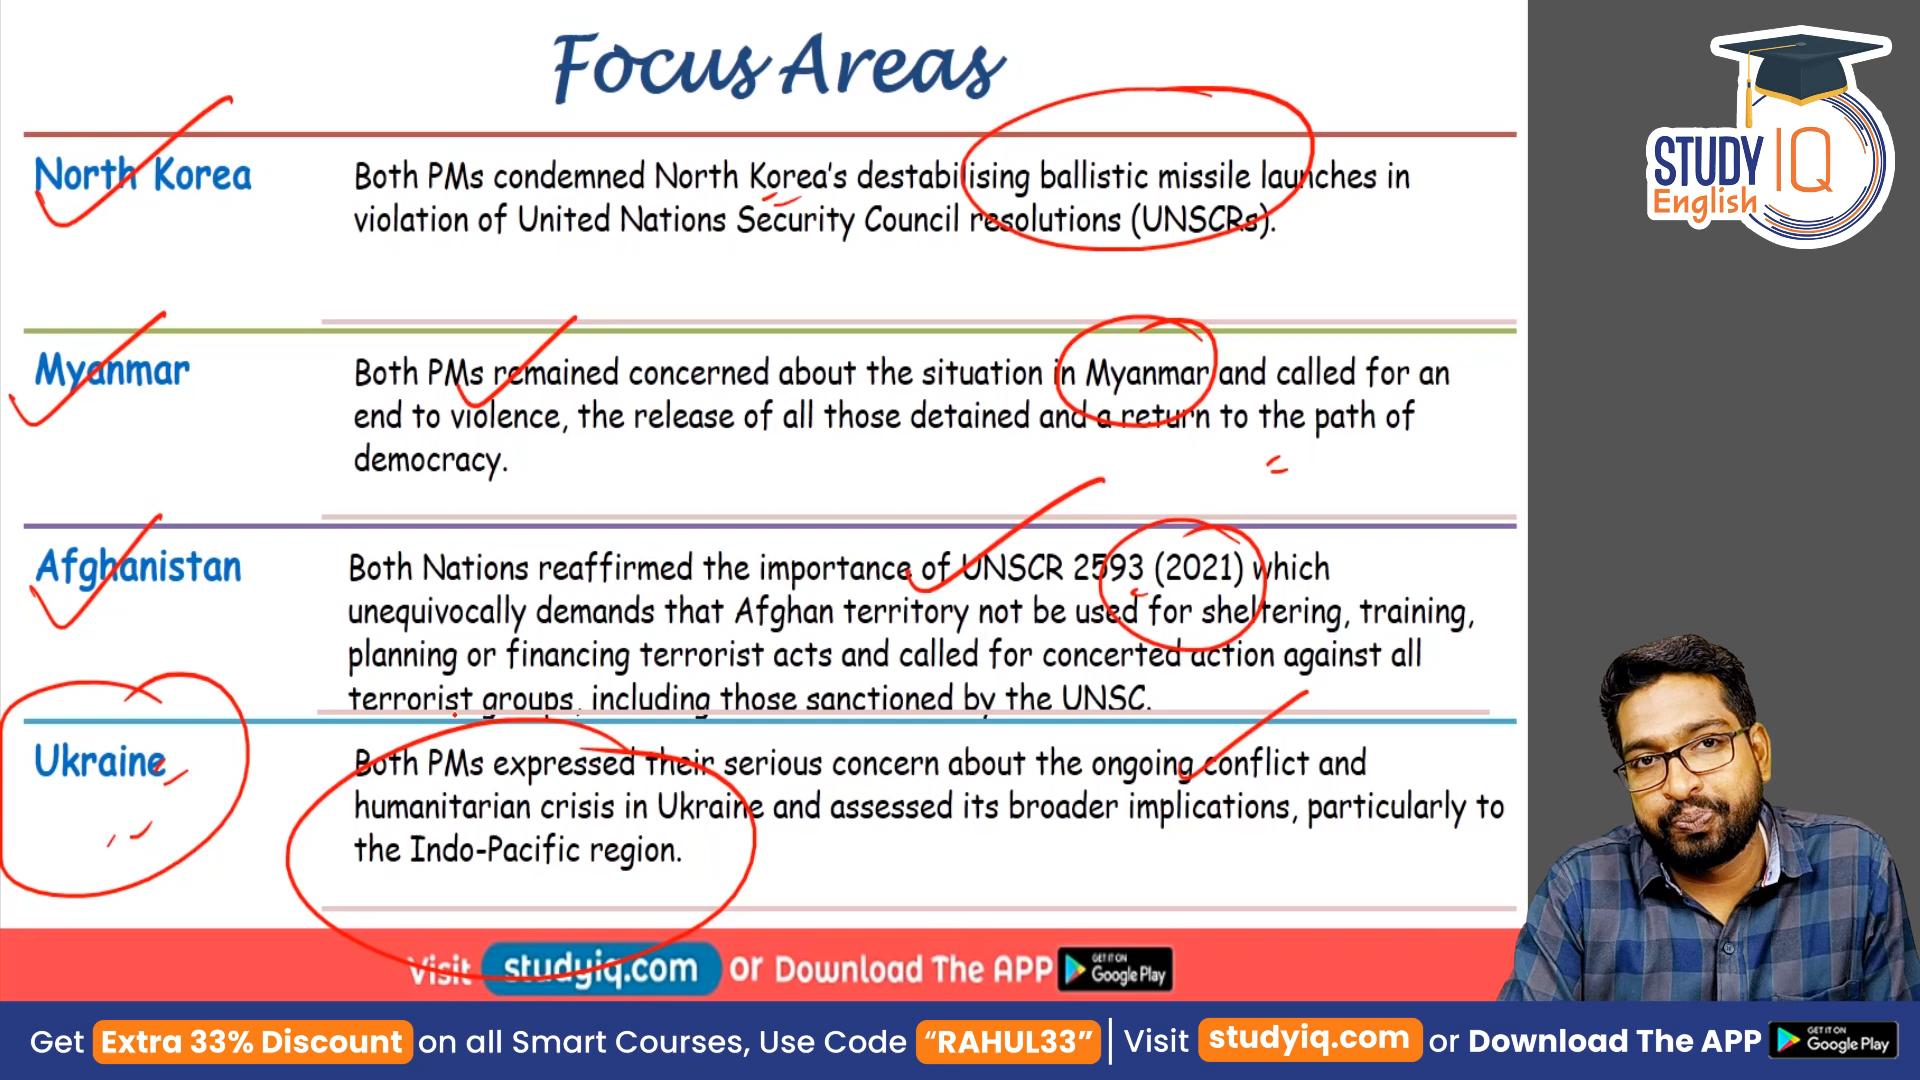 Focus Areas
STUDY IQ
English
North Korea
Both PMs condemned North Korea's destabilising ballistic missile launches in
violation of United Nations Security Council resolutions (UNSCRs).
Myanmar
Both PMs remained concerned about the situation in Myanmar and called for an
end to violence, the release of all those detained and a return to the path of
democracy.
Afghanistan
Both Nations reaffirmed the importance of UNSCR 2593 (2021) which
unequivocally demands that Afghan territory not be used for sheltering, training,
planning or financing terrorist acts and called for concerted action against all
terrorist groups, including those sanctioned by the UNSC.
Ukraine
Both PMs expressed their serious concern about the ongoing conflict and
humanitarian crisis in Ukraine and assessed its broader implications, particularly to
the Indo-Pacific region.
Visit studyiq.com or Download The APP GET IT ON Google Play
Get Extra 33% Discount on all Smart Courses, Use Code "RAHUL33" | Visit studyiq.com or Download The APP GET IT ON Google Play